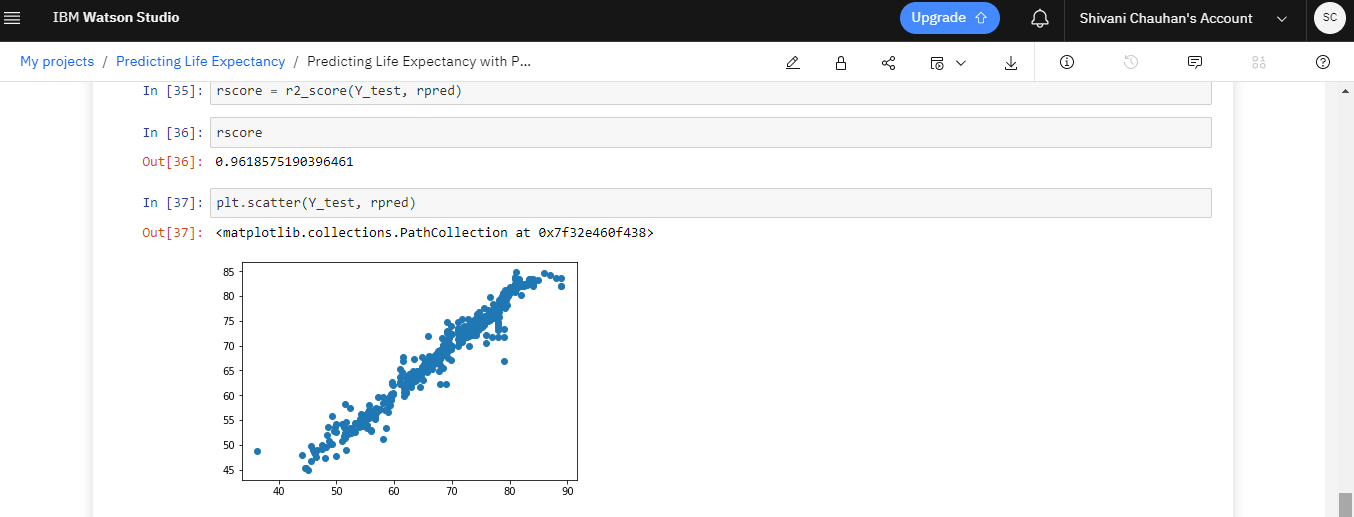 IBM Watson Studio
Upgrade
Shivani Chauhan's Account
SC
My projects / Predicting Life Expectancy / Predicting Life Expectancy with P...
In [35]: rscore = r2_score(Y_test, rpred)
In [36]: rscore
Out[36]: 0.9618575190396461
In [37]: plt.scatter(Y_test, rpred)
Out[37]: <matplotlib.collections.PathCollection at 0x7f32e460f438>
85
80
75
70
65
60
55
50
45
40 50 60 70 80 90